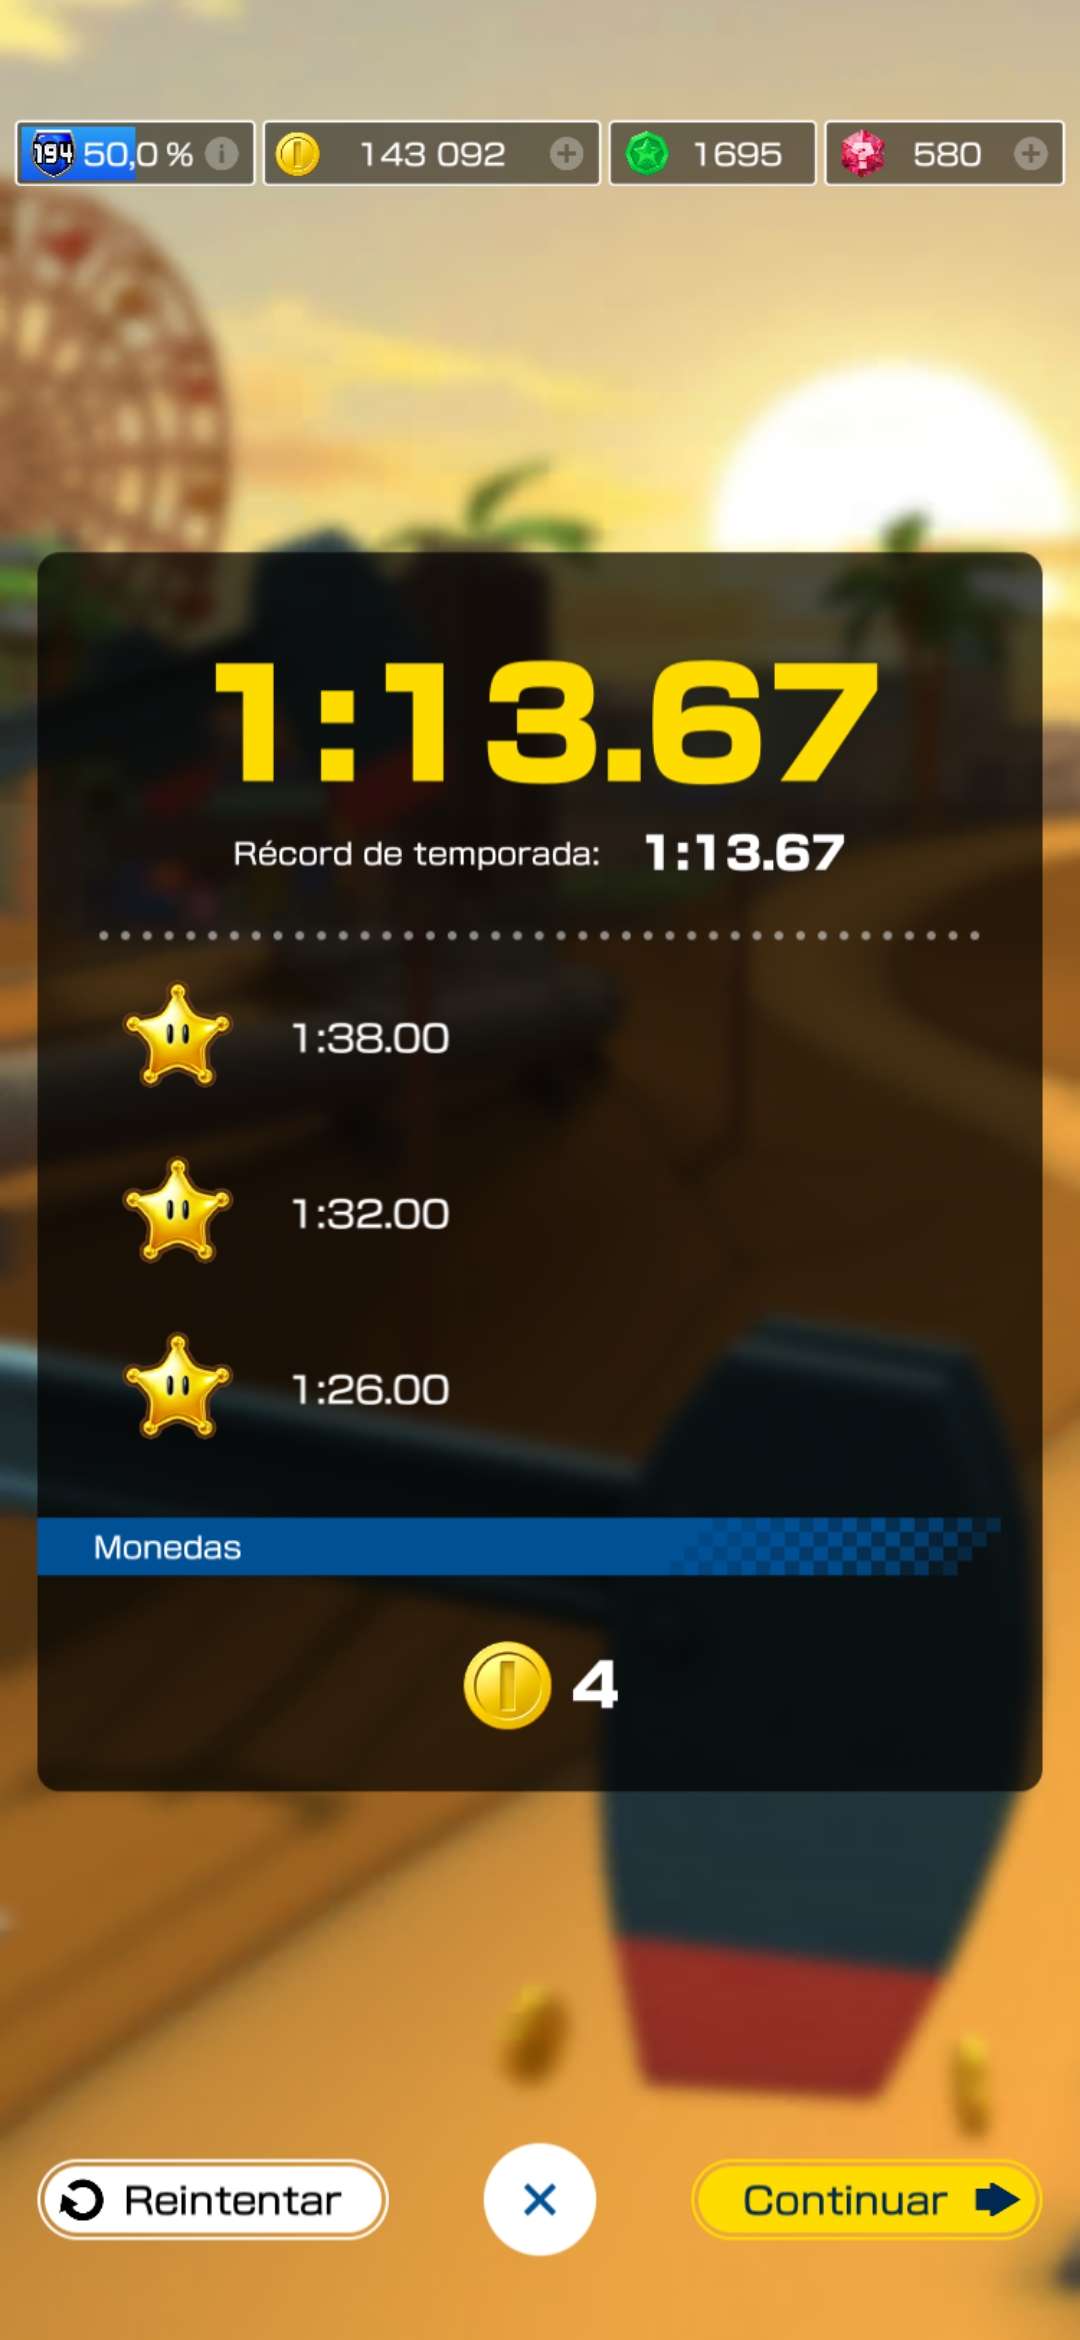 194 50,0 % i 143 092 + 1695 580 +
1:13.67
Récord de temporada: 1:13.67
1:38.00
1:32.00
1:26.00
Monedas
4
Reintentar × Continuar